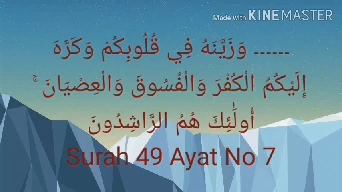 Made with KINEMASTER
------ وَزَيَّنَهُ فِي قُلُوبِكُمْ وَكَرَّهَ
إِلَيْكُمُ الْكُفْرَ وَالْفُسُوقَ وَالْعِصْيَانَ ۚ
أُولَٰئِكَ هُمُ الرَّاشِدُونَ
Surah 49 Ayat No 7